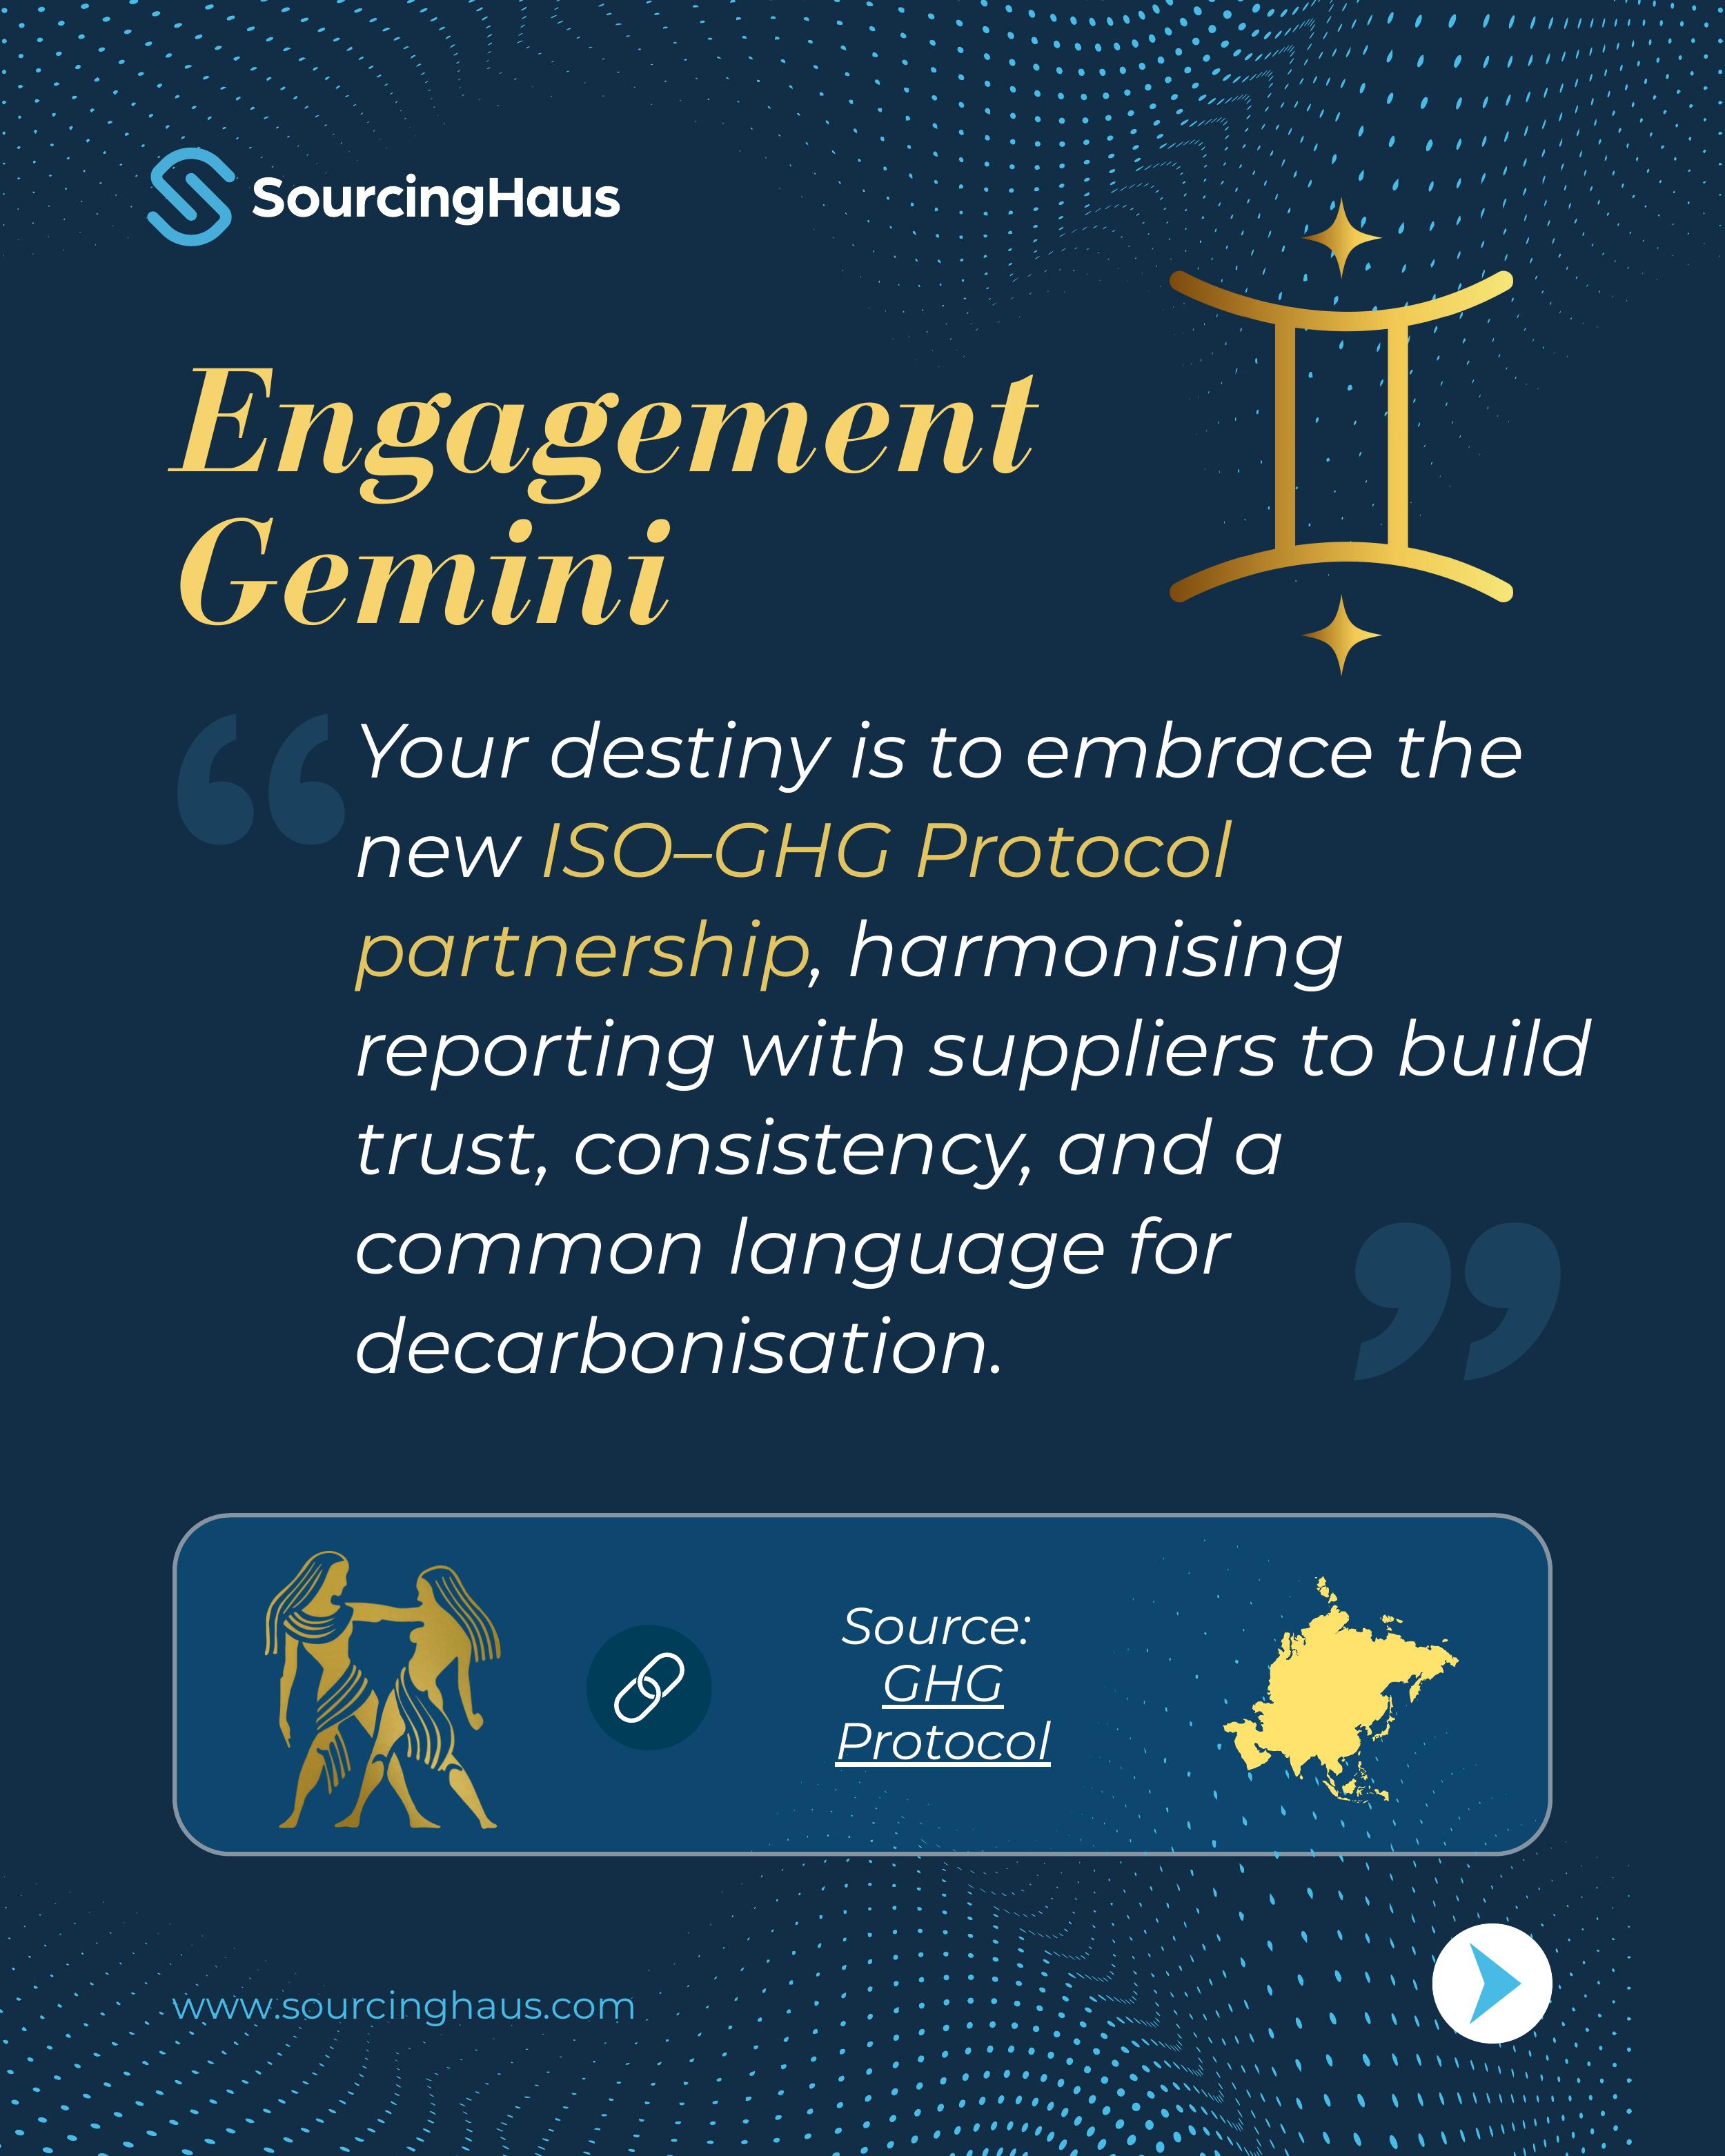 SourcingHaus
Engagement
Gemini
“Your destiny is to embrace the
new ISO–GHG Protocol
partnership, harmonising
reporting with suppliers to build
trust, consistency, and a
common language for
decarbonisation.”
Source:
GHG
Protocol
www.sourcinghaus.com